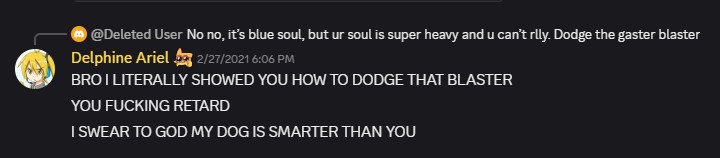 @Deleted User No no, it's blue soul, but ur soul is super heavy and u can't rlly. Dodge the gaster blaster
Delphine Ariel 2/27/2021 6:06 PM
BRO I LITERALLY SHOWED YOU HOW TO DODGE THAT BLASTER
YOU FUCKING RETARD
I SWEAR TO GOD MY DOG IS SMARTER THAN YOU